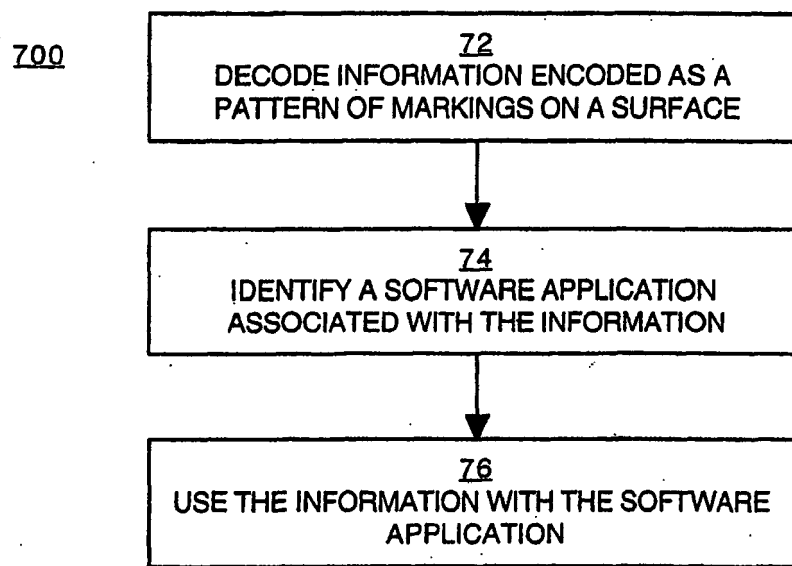 700
72
DECODE INFORMATION ENCODED AS A
PATTERN OF MARKINGS ON A SURFACE
74
IDENTIFY A SOFTWARE APPLICATION
ASSOCIATED WITH THE INFORMATION
76
USE THE INFORMATION WITH THE SOFTWARE
APPLICATION